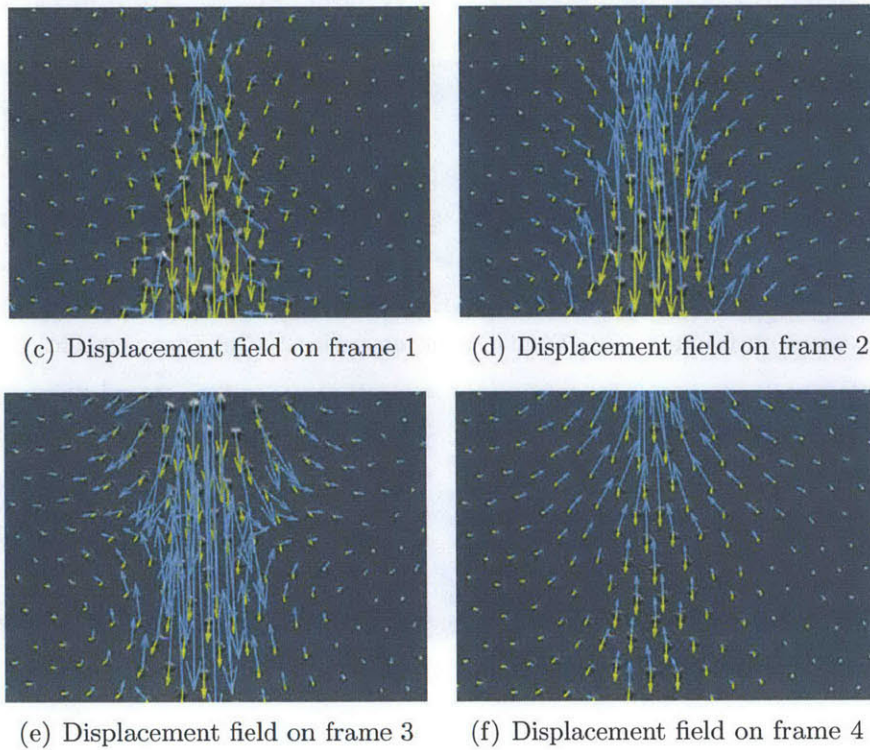 (c) Displacement field on frame 1
(d) Displacement field on frame 2
(e) Displacement field on frame 3
(f) Displacement field on frame 4